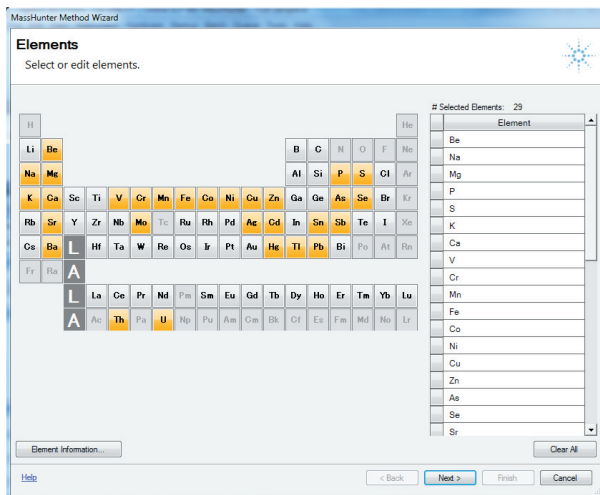 MassHunter Method Wizard
Elements
Select or edit elements.
# Selected Elements: 29
H He
Li Be B C N O F Ne
Na Mg Al Si P S Cl Ar
K Ca Sc Ti V Cr Mn Fe Co Ni Cu Zn Ga Ge As Se Br Kr
Rb Sr Y Zr Nb Mo Tc Ru Rh Pd Ag Cd In Sn Sb Te I Xe
Cs Ba L Hf Ta W Re Os Ir Pt Au Hg Tl Pb Bi Po At Rn
Fr Ra A
L La Ce Pr Nd Pm Sm Eu Gd Tb Dy Ho Er Tm Yb Lu
A Ac Th Pa U Np Pu Am Cm Bk Cf Es Fm Md No Lr
Element
Be
Na
Mg
P
S
K
Ca
V
Cr
Mn
Fe
Co
Ni
Cu
Zn
As
Se
Sr
Element Information... Clear All
Help < Back Next > Finish Cancel